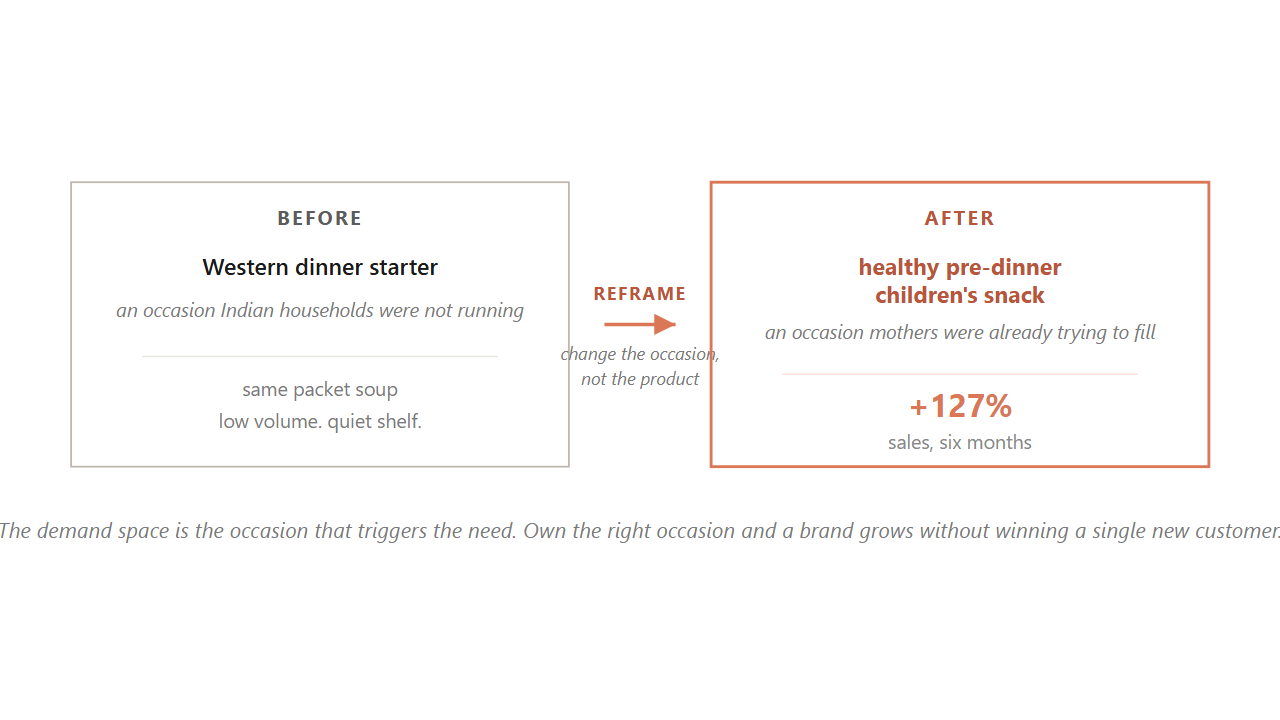 BEFORE
Western dinner starter
an occasion Indian households were not running
same packet soup
low volume. quiet shelf.
REFRAME
change the occasion,
not the product
AFTER
healthy pre-dinner
children's snack
an occasion mothers were already trying to fill
+127%
sales, six months
The demand space is the occasion that triggers the need. Own the right occasion and a brand grows without winning a single new customer.